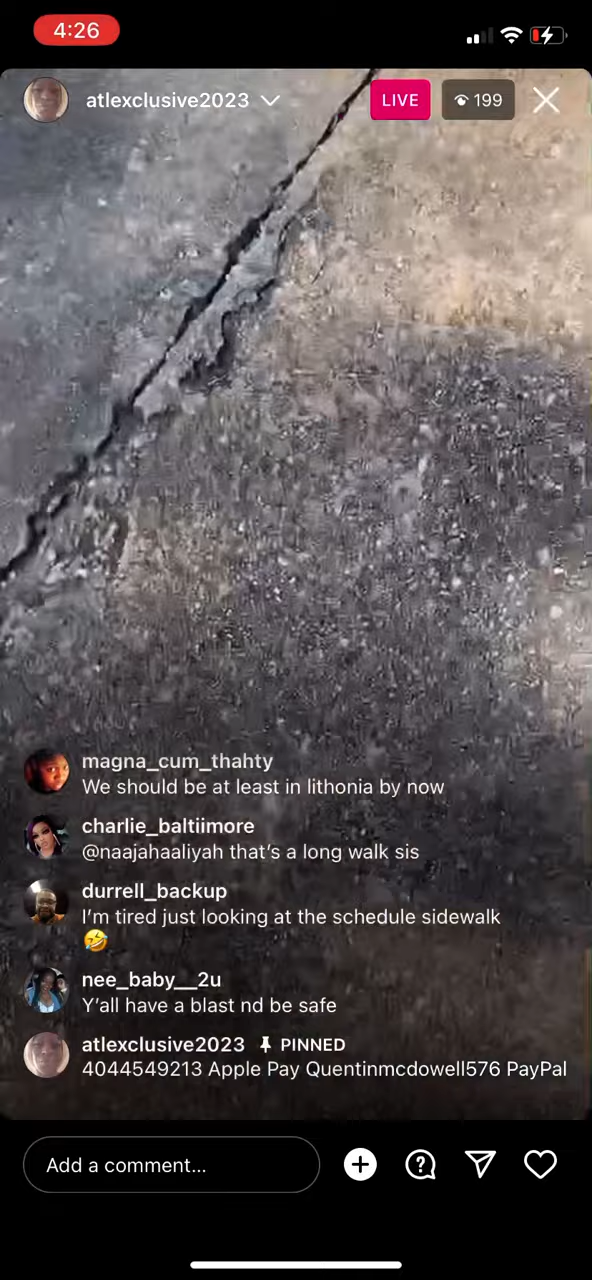 4:26
atlexclusive2023
LIVE
199
magna_cum_thahty
We should be at least in lithonia by now
charlie_baltiimore
@naajahaaliyah that's a long walk sis
durrell_backup
I'm tired just looking at the schedule sidewalk
🤣
nee_baby__2u
Y'all have a blast nd be safe
atlexclusive2023 PINNED
4044549213 Apple Pay Quentinmcdowell576 PayPal
Add a comment...